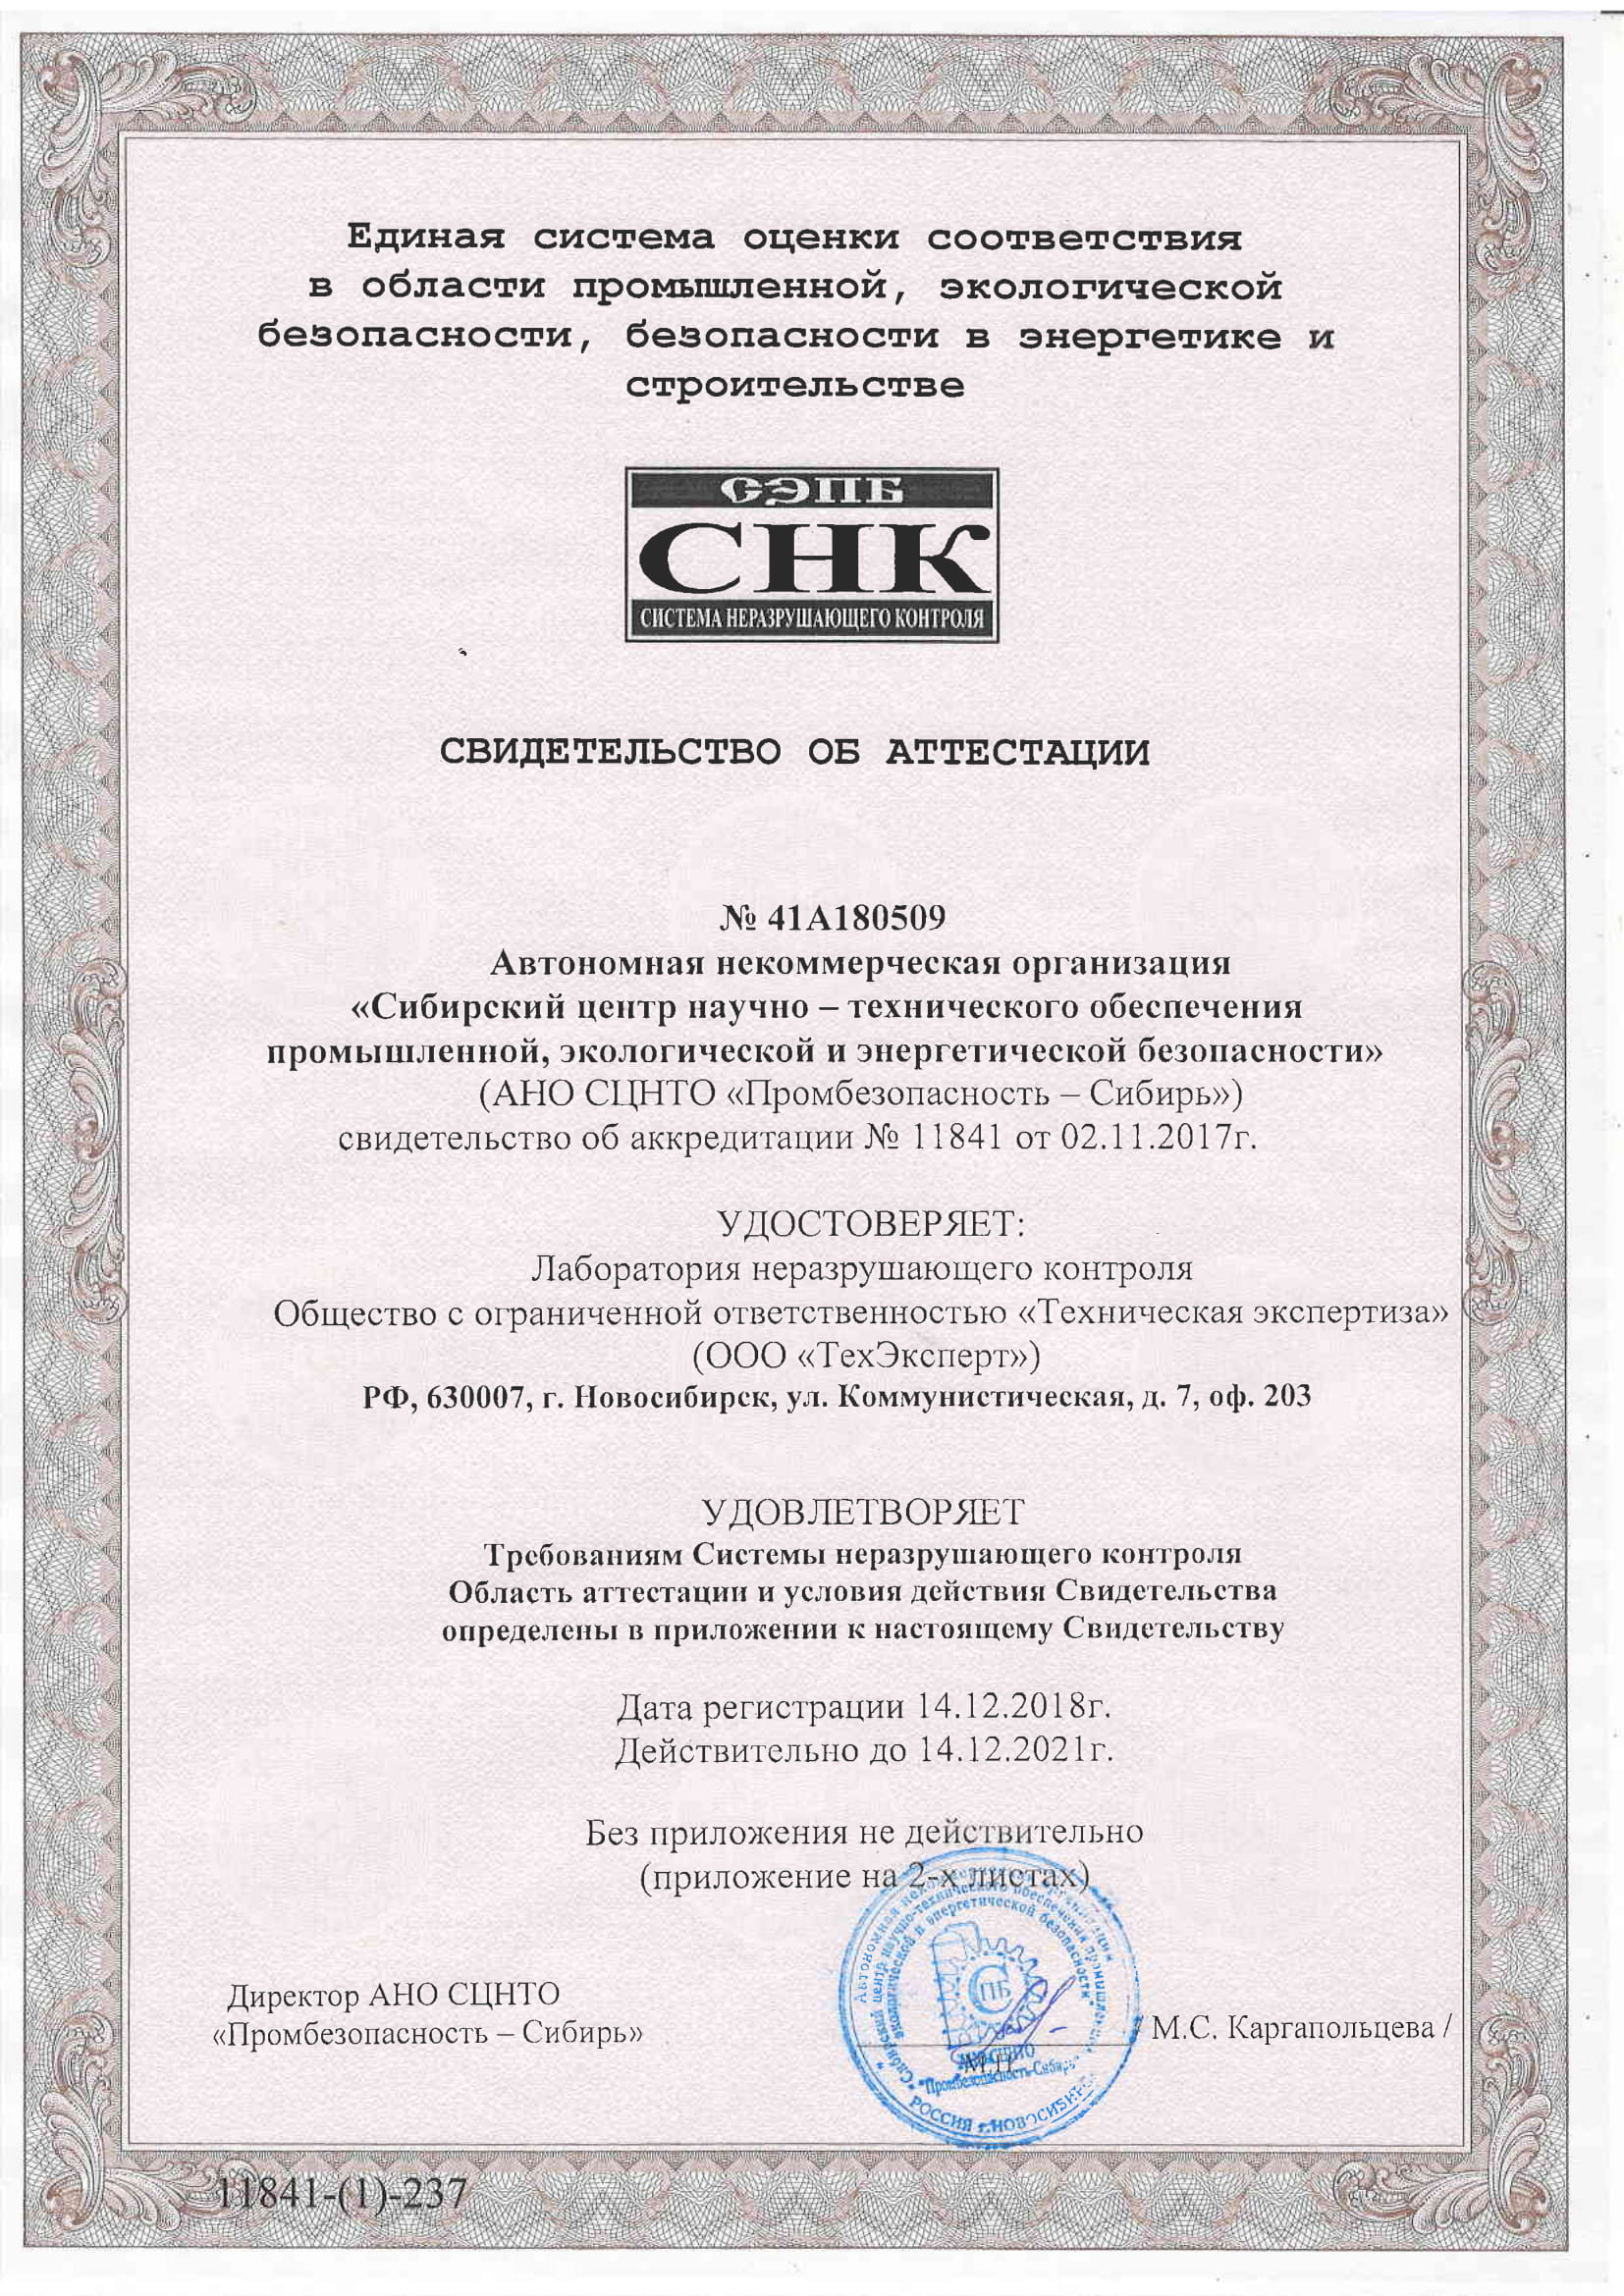 Единая система оценки соответствия
в области промышленной, экологической
безопасности, безопасности в энергетике и
строительстве
СЭПБ
СНК
СИСТЕМА НЕРАЗРУШАЮЩЕГО КОНТРОЛЯ
СВИДЕТЕЛЬСТВО ОБ АТТЕСТАЦИИ
№ 41А180509
Автономная некоммерческая организация
«Сибирский центр научно – технического обеспечения
промышленной, экологической и энергетической безопасности»
(АНО СЦНТО «Промбезопасность – Сибирь»)
свидетельство об аккредитации № 11841 от 02.11.2017г.
УДОСТОВЕРЯЕТ:
Лаборатория неразрушающего контроля
Общество с ограниченной ответственностью «Техническая экспертиза»
(ООО «ТехЭксперт»)
РФ, 630007, г. Новосибирск, ул. Коммунистическая, д. 7, оф. 203
УДОВЛЕТВОРЯЕТ
Требованиям Системы неразрушающего контроля
Область аттестации и условия действия Свидетельства
определены в приложении к настоящему Свидетельству
Дата регистрации 14.12.2018г.
Действительно до 14.12.2021г.
Без приложения не действительно
(приложение на 2-х листах)
Директор АНО СЦНТО
«Промбезопасность – Сибирь»
/ М.С. Каргапольцева /
М.П.
Автономная некоммерческая организация
"Сибирский центр научно-технического обеспечения промышленной,
экологической и энергетической безопасности"
ПБ
"Промбезопасность-Сибирь"
РОССИЯ г.НОВОСИБИРСК
11841-(1)-237